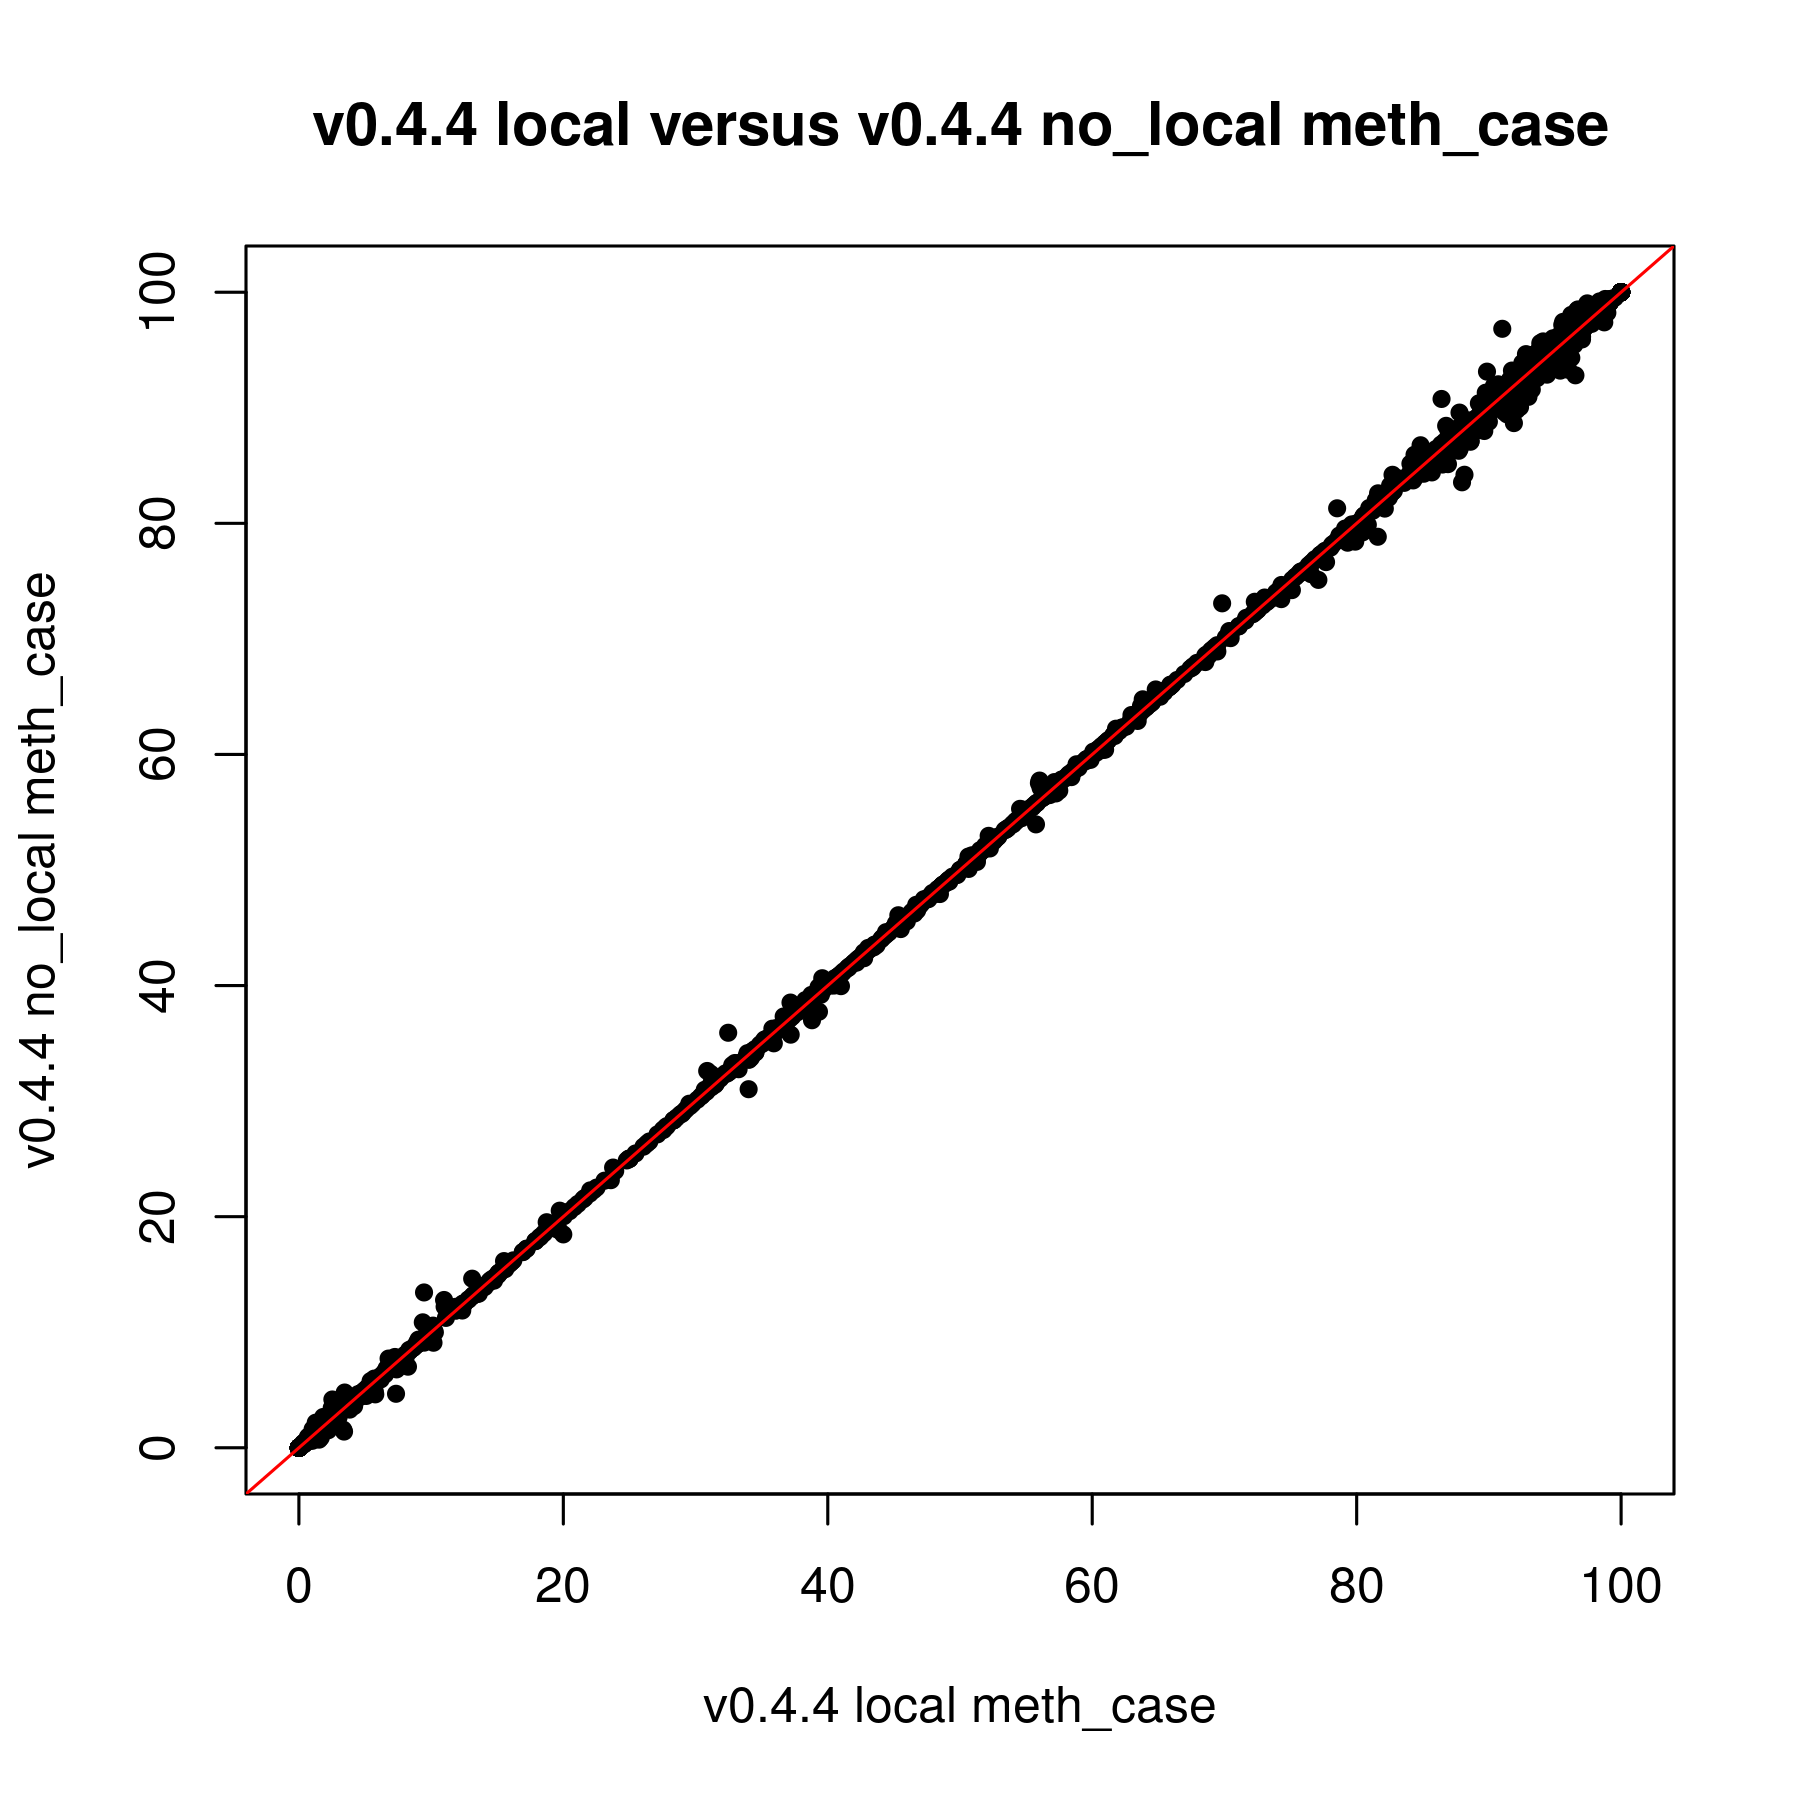 v0.4.4 local versus v0.4.4 no_local meth_case
v0.4.4 no_local meth_case
100
80
60
40
20
0
0 20 40 60 80 100
v0.4.4 local meth_case